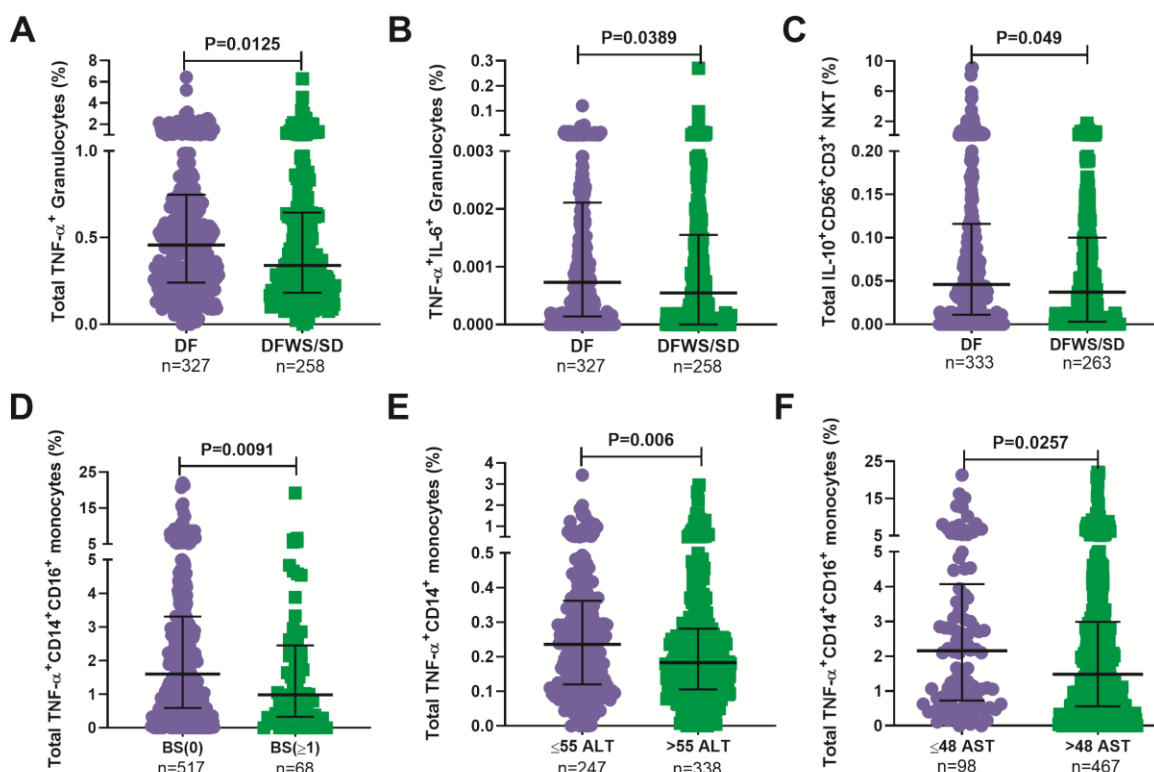 A
P=0.0125
Total TNF-α⁺ Granulocytes (%)
8
6
4
2
1.0
0.5
0.0
DF
DFWS/SD
n=327
n=258
B
P=0.0389
TNF-α⁺IL-6⁺ Granulocytes (%)
0.3
0.2
0.1
0.0
0.003
0.002
0.001
0.000
DF
DFWS/SD
n=327
n=258
C
P=0.049
Total IL-10⁺CD56⁺CD3⁺ NKT (%)
10
8
6
4
2
0.20
0.15
0.10
0.05
0.00
DF
DFWS/SD
n=333
n=263
D
P=0.0091
Total TNF-α⁺CD14⁺CD16⁺ monocytes (%)
25
15
5
5
4
3
2
1
0
BS(0)
BS(≥1)
n=517
n=68
E
P=0.006
Total TNF-α⁺CD14⁺ monocytes (%)
4
3
2
1
0.5
0.4
0.3
0.2
0.1
0.0
≤55 ALT
>55 ALT
n=247
n=338
F
P=0.0257
Total TNF-α⁺CD14⁺CD16⁺ monocytes (%)
25
15
5
5
4
3
2
1
0
≤48 AST
>48 AST
n=98
n=467